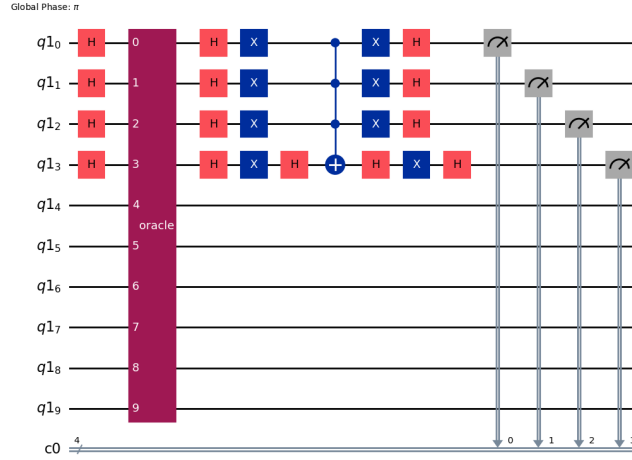 Global Phase: π
q1₀ H 0 H X X H
q1₁ H 1 H X X H
q1₂ H 2 H X X H
q1₃ H 3 H X H H X H
q1₄ 4
oracle
q1₅ 5
q1₆ 6
q1₇ 7
q1₈ 8
q1₉ 9
4 0 1 2
c0